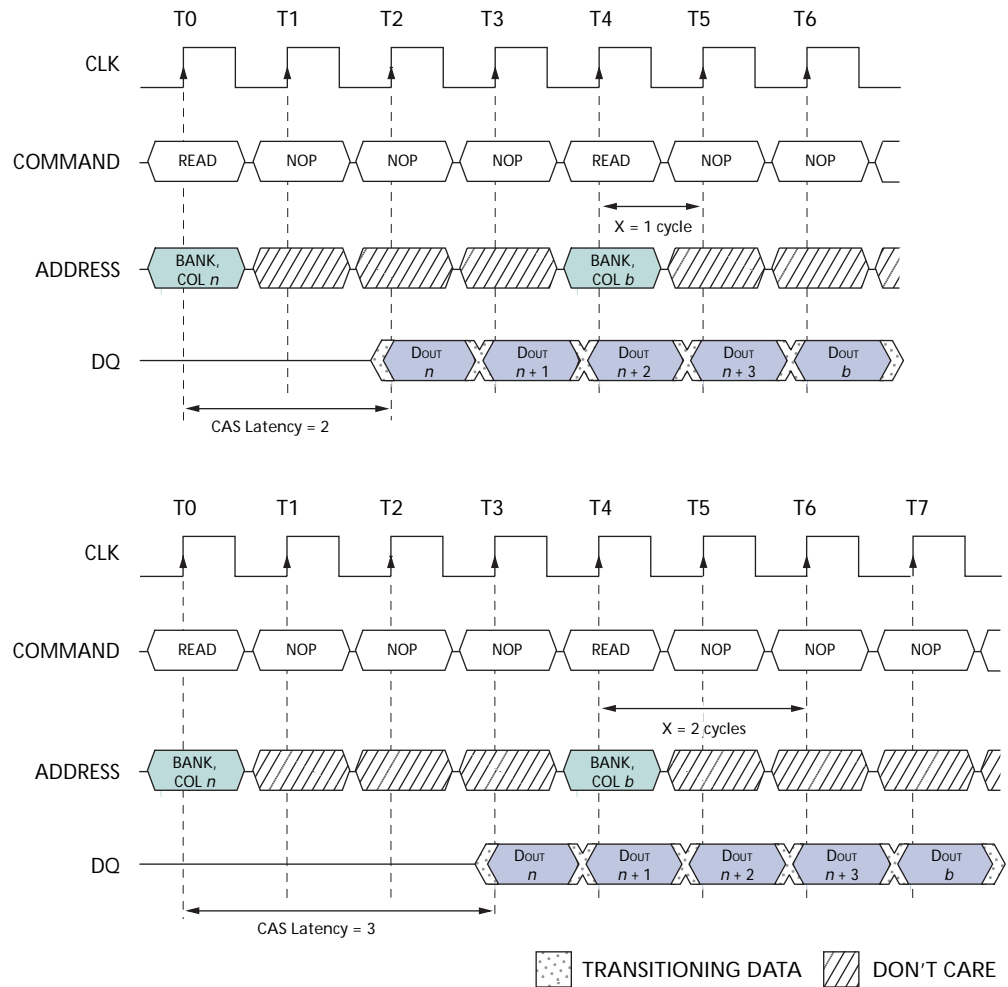 T0 T1 T2 T3 T4 T5 T6
CLK
COMMAND READ NOP NOP NOP READ NOP NOP
X = 1 cycle
ADDRESS BANK, COL n BANK, COL b
DQ DOUT n DOUT n + 1 DOUT n + 2 DOUT n + 3 DOUT b
CAS Latency = 2
T0 T1 T2 T3 T4 T5 T6 T7
CLK
COMMAND READ NOP NOP NOP READ NOP NOP NOP
X = 2 cycles
ADDRESS BANK, COL n BANK, COL b
DQ DOUT n DOUT n + 1 DOUT n + 2 DOUT n + 3 DOUT b
CAS Latency = 3
TRANSITIONING DATA DON'T CARE